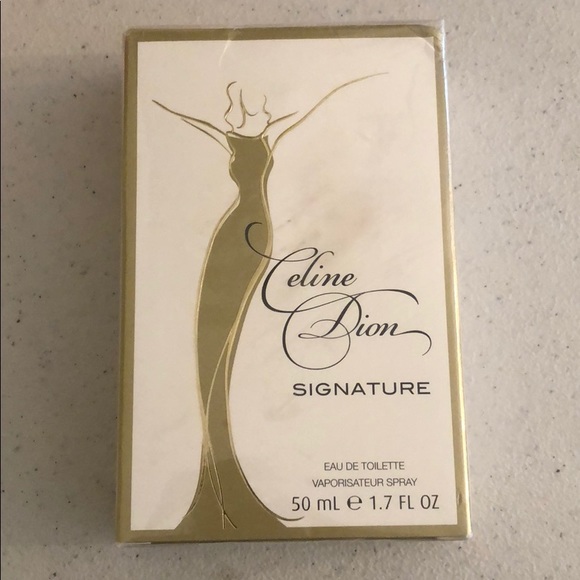 Celine
Dion
SIGNATURE
EAU DE TOILETTE
VAPORISATEUR SPRAY
50 mL ℮ 1.7 FL OZ